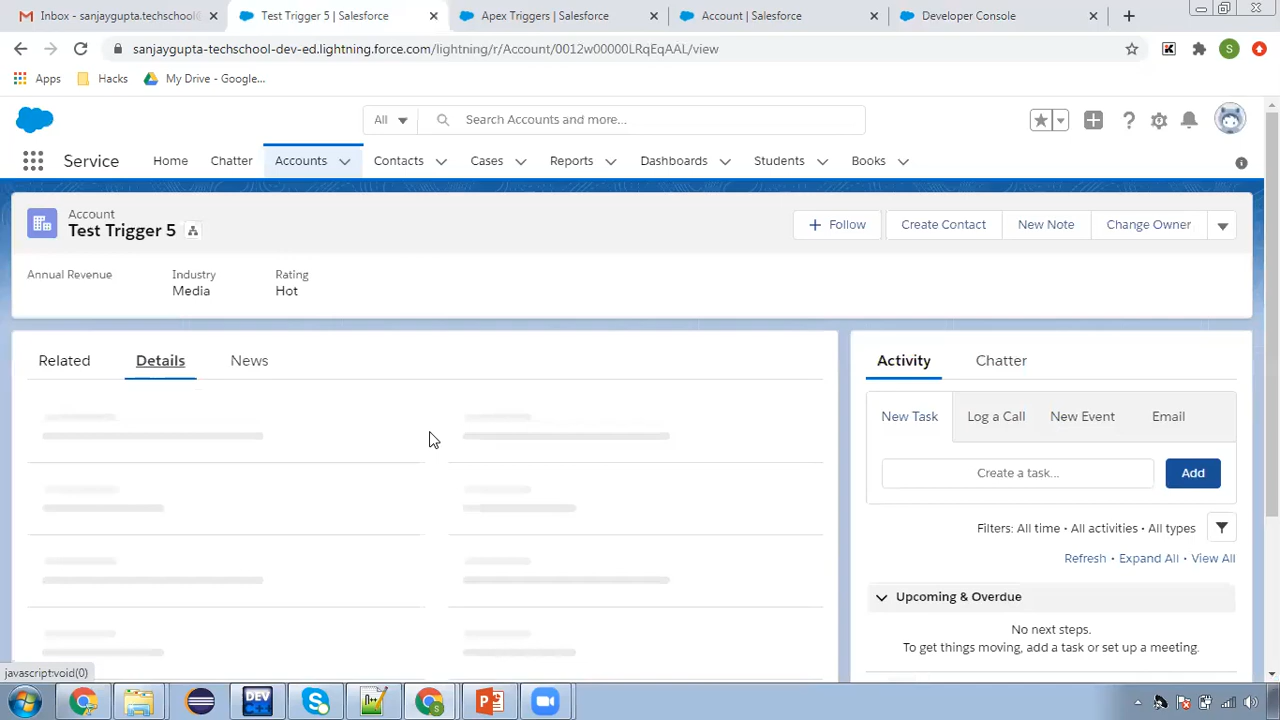 Inbox - sanjaygupta.techschool@
Test Trigger 5 | Salesforce
Apex Triggers | Salesforce
Account | Salesforce
Developer Console
sanjaygupta-techschool-dev-ed.lightning.force.com/lightning/r/Account/0012w00000LRqEqAAL/view
S
Apps
Hacks
My Drive - Google...
All
Search Accounts and more...
Service
Home
Chatter
Accounts
Contacts
Cases
Reports
Dashboards
Students
Books
Account
Test Trigger 5
Follow
Create Contact
New Note
Change Owner
Annual Revenue
Industry
Rating
Media
Hot
Related
Details
News
Activity
Chatter
New Task
Log a Call
New Event
Email
Create a task...
Add
Filters: All time • All activities • All types
Refresh • Expand All • View All
Upcoming & Overdue
No next steps.
To get things moving, add a task or set up a meeting.
javascript:void(0)
DEV
C++